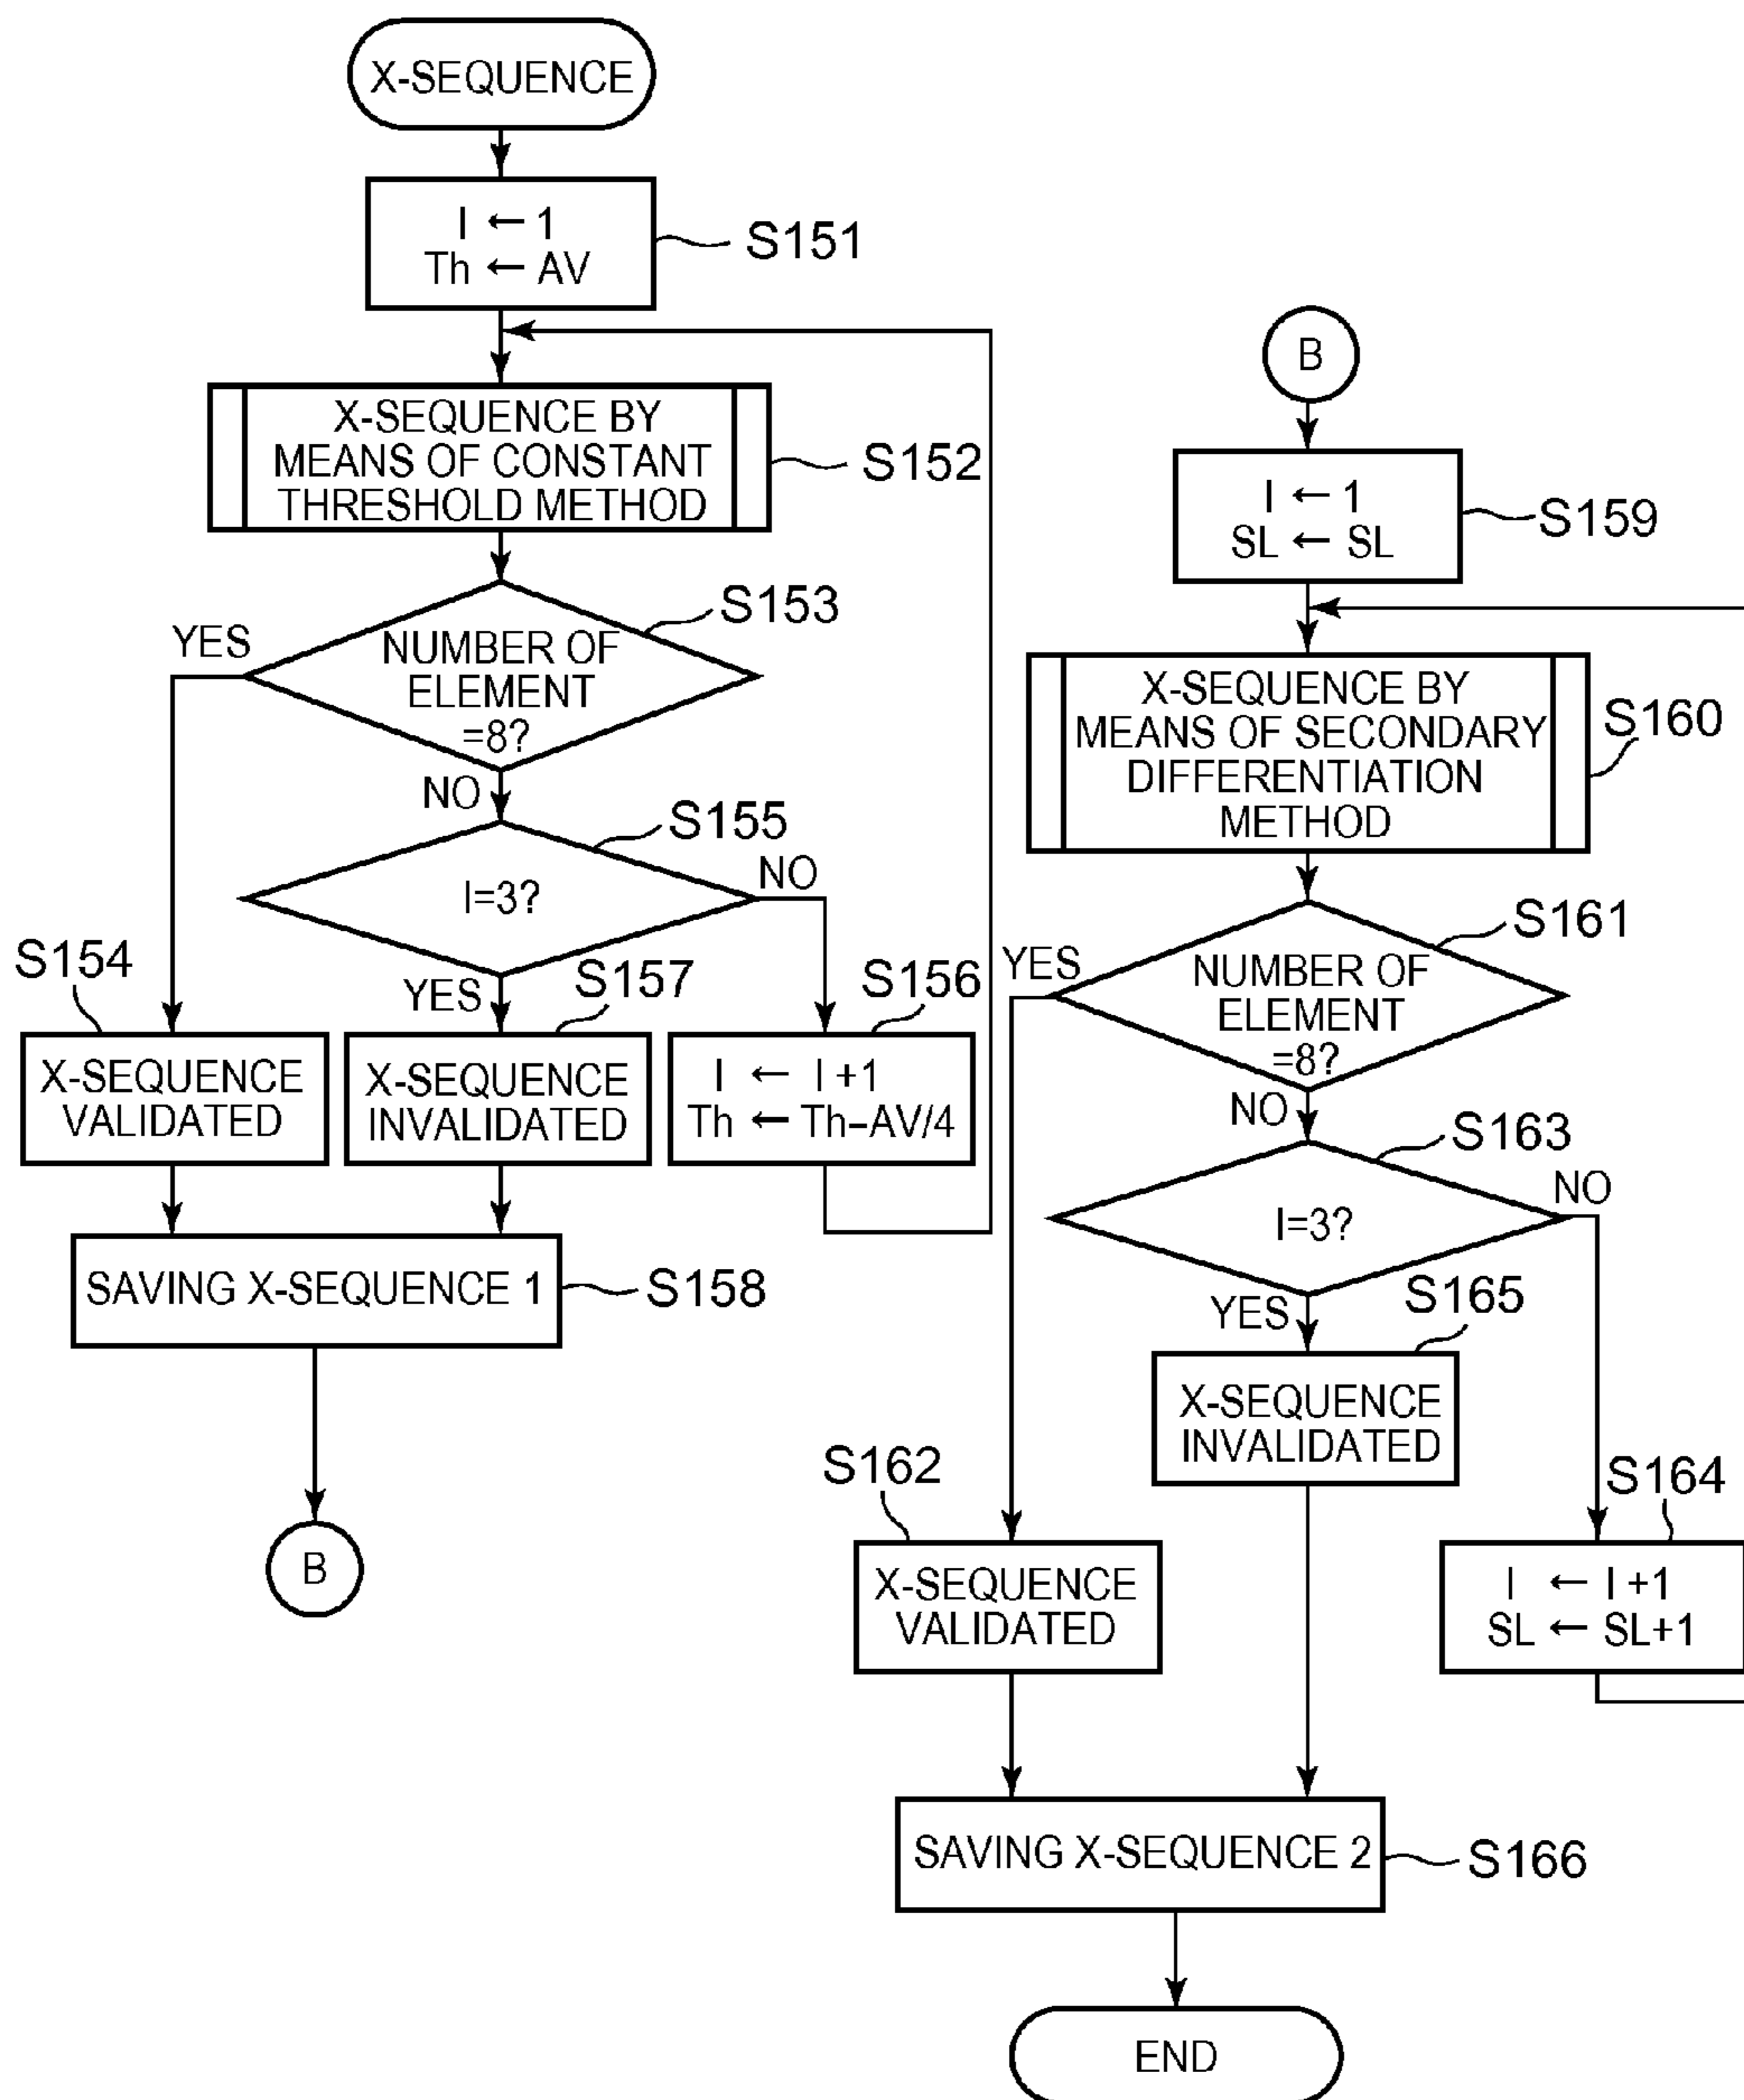 X-SEQUENCE
I ← 1
Th ← AV
S151
X-SEQUENCE BY
MEANS OF CONSTANT
THRESHOLD METHOD
S152
S153
YES
NUMBER OF
ELEMENT
=8?
NO
S155
I=3?
NO
S154
YES
S157
S156
X-SEQUENCE
VALIDATED
X-SEQUENCE
INVALIDATED
I ← I +1
Th ← Th–AV/4
SAVING X-SEQUENCE 1
S158
B
B
I ← 1
SL ← SL
S159
X-SEQUENCE BY
MEANS OF SECONDARY
DIFFERENTIATION
METHOD
S160
S161
YES
NUMBER OF
ELEMENT
=8?
NO
S163
I=3?
NO
YES
S165
X-SEQUENCE
INVALIDATED
S162
X-SEQUENCE
VALIDATED
S164
I ← I +1
SL ← SL+1
SAVING X-SEQUENCE 2
S166
END